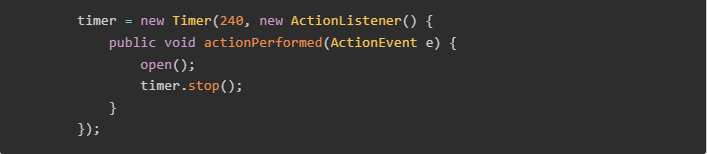 timer = new Timer(240, new ActionListener() {
public void actionPerformed(ActionEvent e) {
open();
timer.stop();
}
});